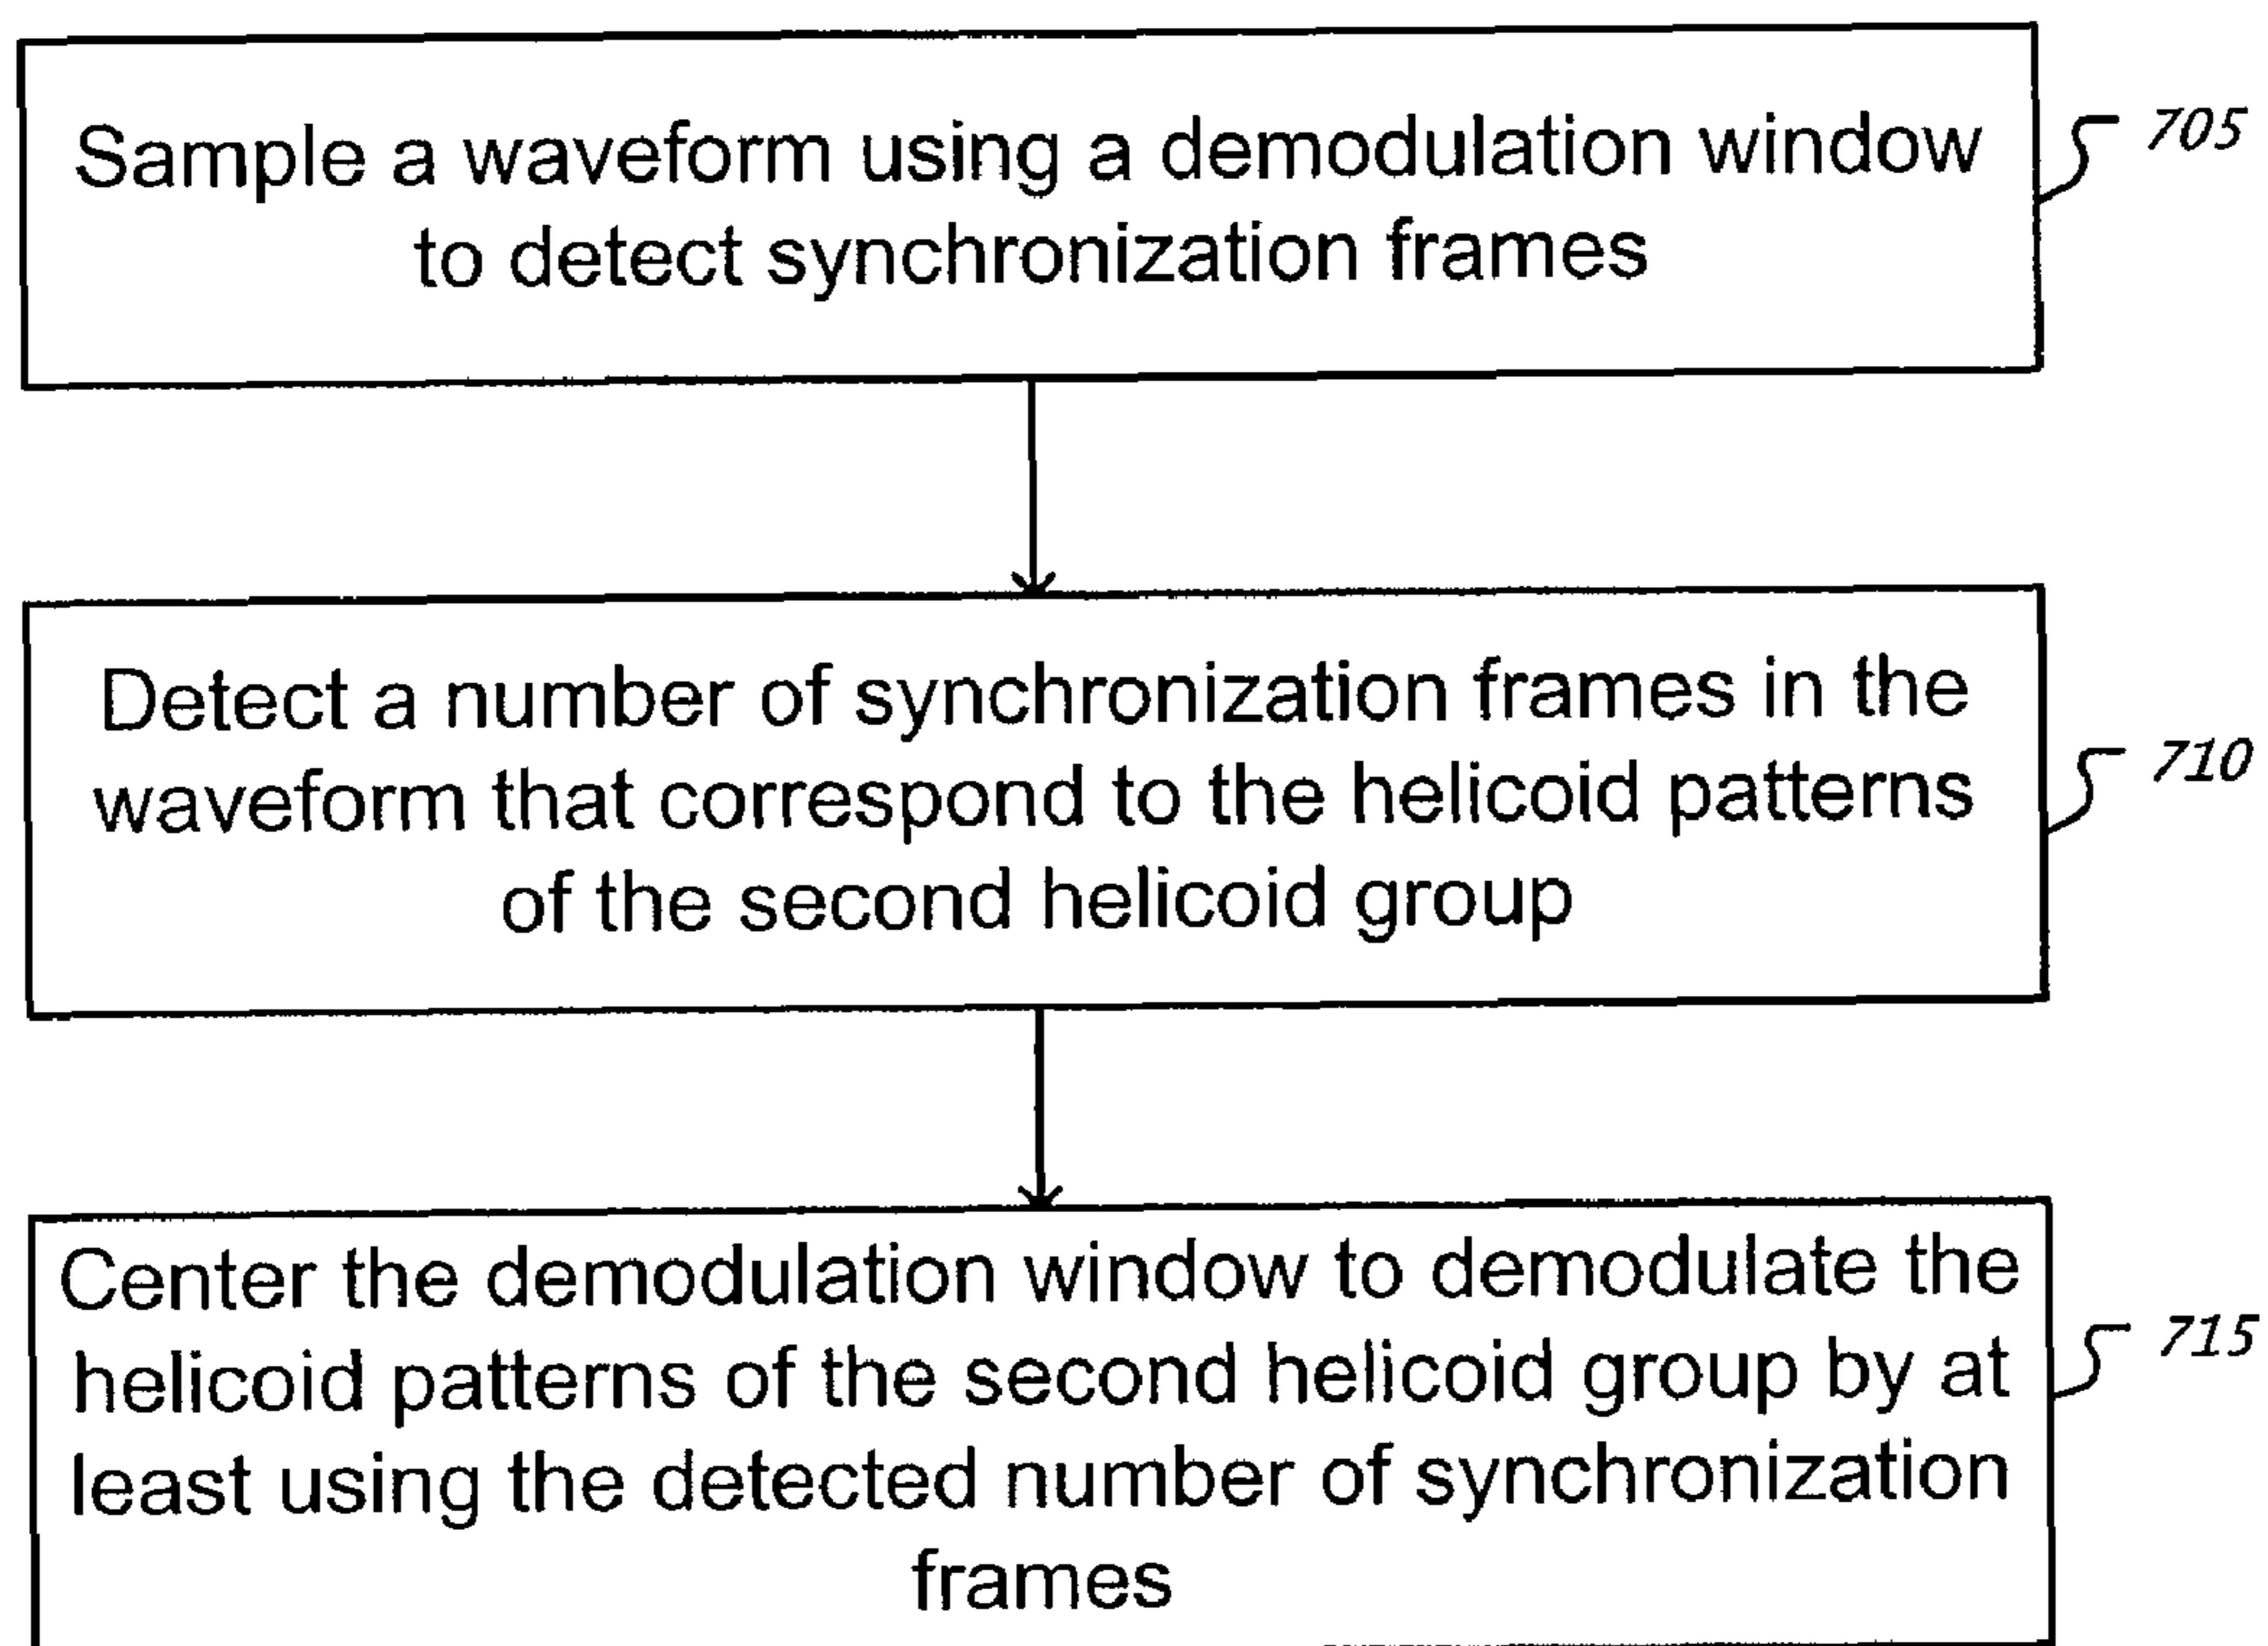 Sample a waveform using a demodulation window
to detect synchronization frames
705
Detect a number of synchronization frames in the
waveform that correspond to the helicoid patterns
of the second helicoid group
710
Center the demodulation window to demodulate the
helicoid patterns of the second helicoid group by at
least using the detected number of synchronization
frames
715